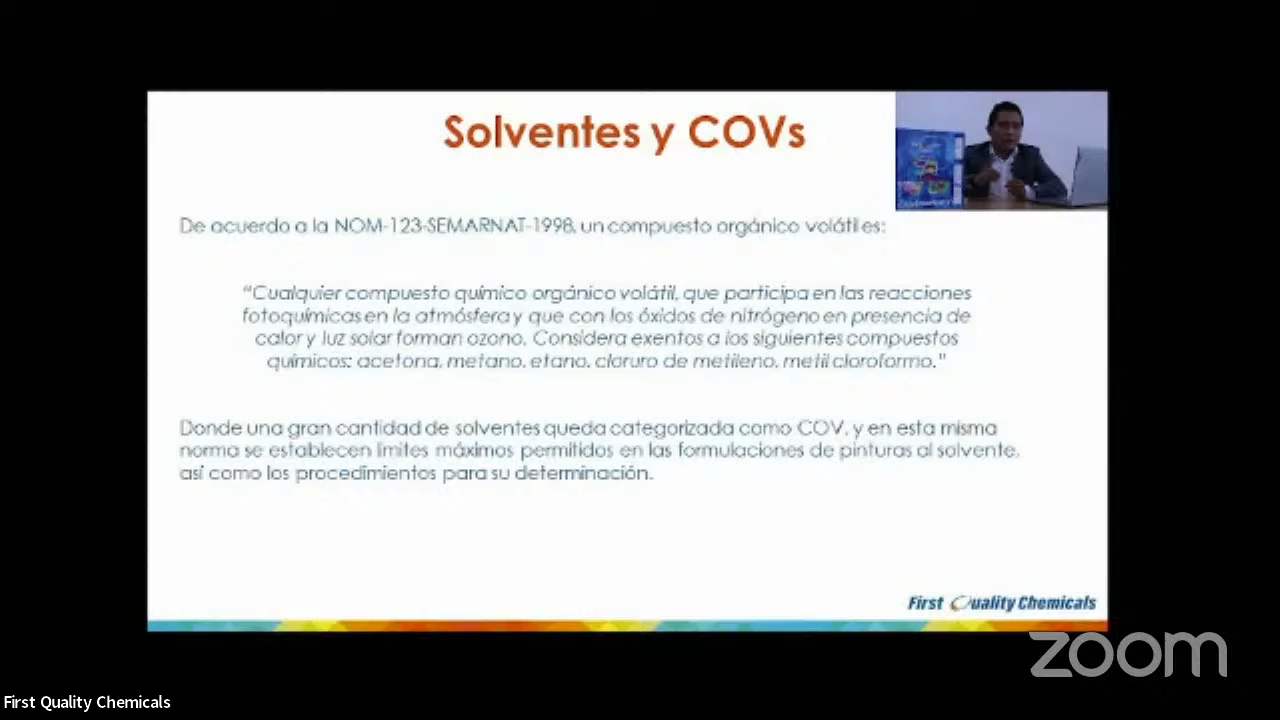 Solventes y COVs
De acuerdo a la NOM-123-SEMARNAT-1998, un compuesto orgánico volátil es:
"Cualquier compuesto químico orgánico volátil, que participa en las reacciones
fotoquímicas en la atmósfera y que con los óxidos de nitrógeno en presencia de
calor y luz solar forman ozono. Considera exentos a los siguientes compuestos
químicos: acetona, metano, etano, cloruro de metileno, metil cloroformo."
Donde una gran cantidad de solventes queda categorizada como COV, y en esta misma
norma se establecen límites máximos permitidos en las formulaciones de pinturas al solvente,
así como los procedimientos para su determinación.
First Quality Chemicals
zoom
First Quality Chemicals